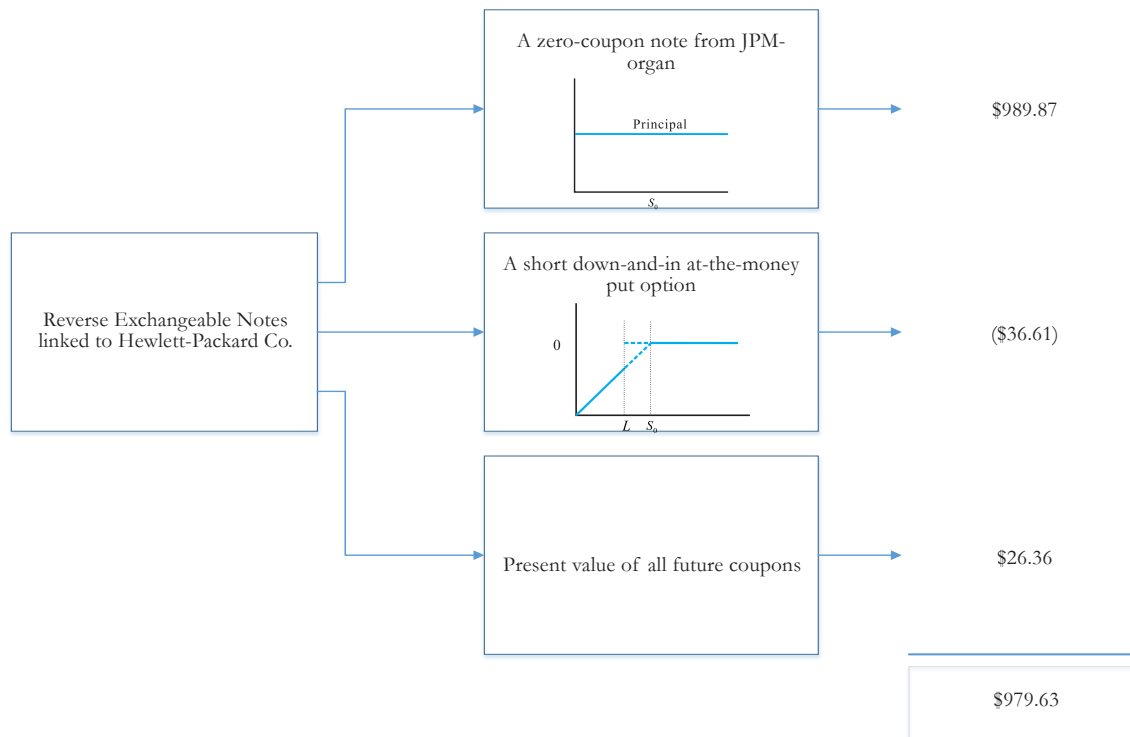 A zero-coupon note from JPM-
organ
Principal
S₀
$989.87
Reverse Exchangeable Notes
linked to Hewlett-Packard Co.
A short down-and-in at-the-money
put option
0
L S₀
($36.61)
Present value of all future coupons
$26.36
$979.63